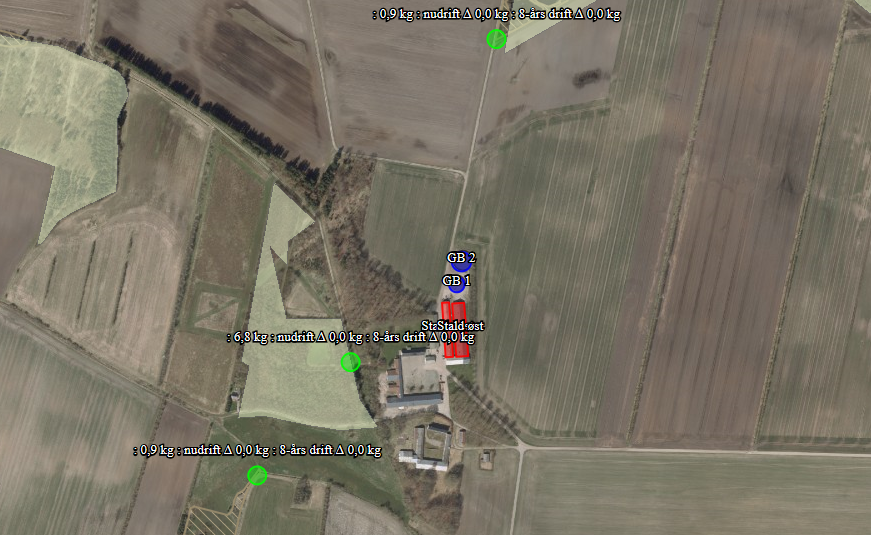 : 0,9 kg : nudrift Δ 0,0 kg : 8-års drift Δ 0,0 kg
GB 2
GB 1
Stald øst
: 6,8 kg : nudrift Δ 0,0 kg : 8-års drift Δ 0,0 kg
: 0,9 kg : nudrift Δ 0,0 kg : 8-års drift Δ 0,0 kg